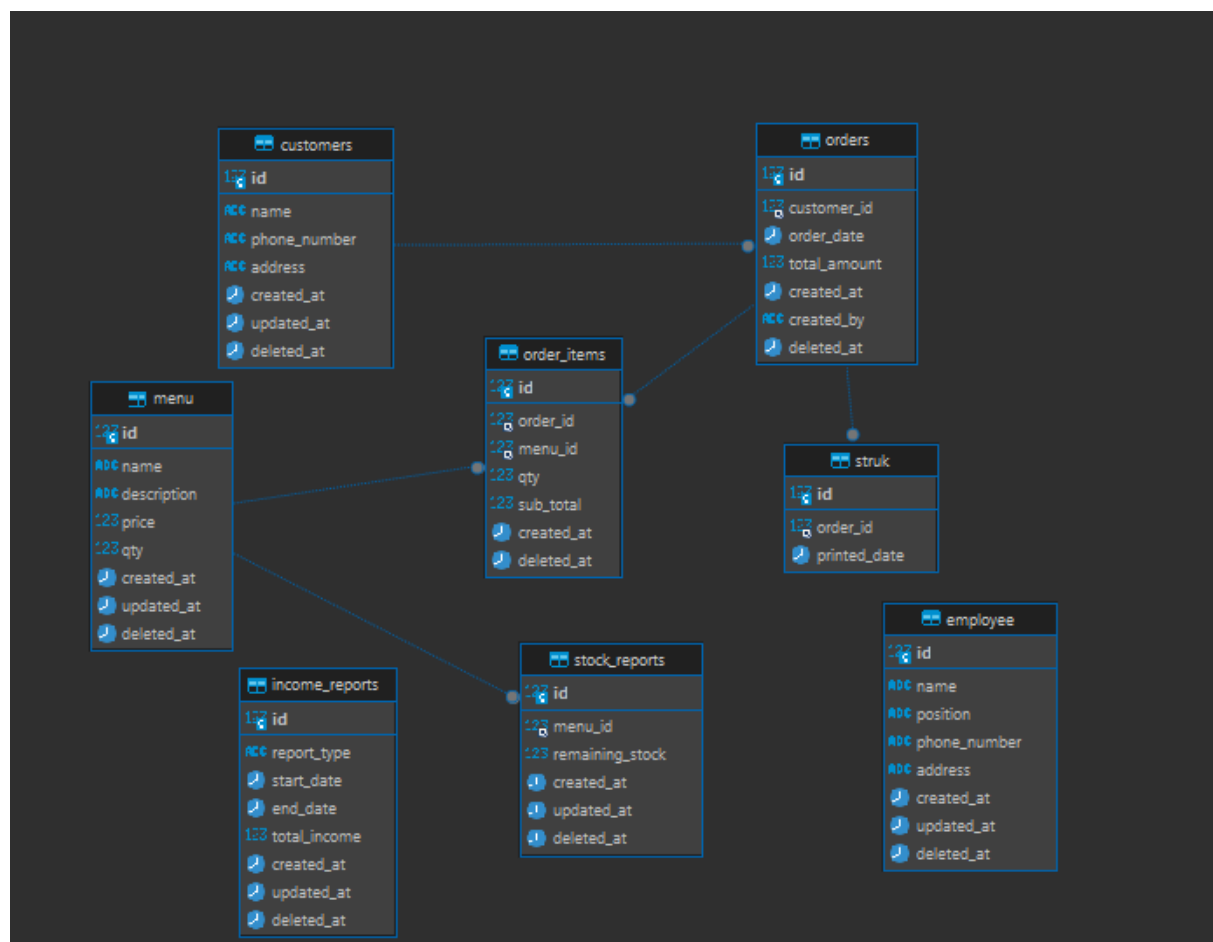 customers
id
name
phone_number
address
created_at
updated_at
deleted_at
orders
id
customer_id
order_date
total_amount
created_at
created_by
deleted_at
order_items
id
order_id
menu_id
qty
sub_total
created_at
deleted_at
menu
id
name
description
price
qty
created_at
updated_at
deleted_at
struk
id
order_id
printed_date
employee
id
name
position
phone_number
address
created_at
updated_at
deleted_at
stock_reports
id
menu_id
remaining_stock
created_at
updated_at
deleted_at
income_reports
id
report_type
start_date
end_date
total_income
created_at
updated_at
deleted_at